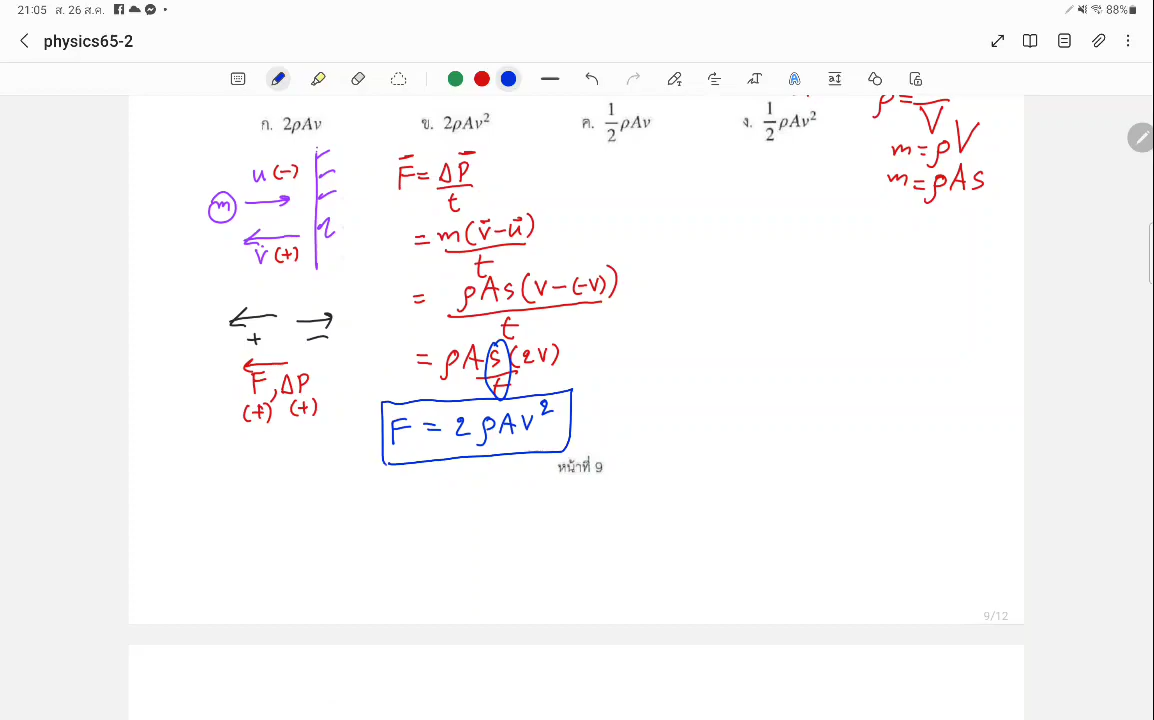 21:05 ส. 26 ส.ค. 88%
physics65-2
ก. 2ρAv ข. 2ρAv² ค. 1/2 ρAv ง. 1/2 ρAv²
ρ = V
m = ρV
m = ρAs
u (-)
m
v (+)
F = ΔP / t
= m(v - u) / t
= ρAs(v - (-v)) / t
= ρA s/t (2v)
F = 2ρAv²
+ -
F, ΔP
(+) (+)
หน้าที่ 9
9/12